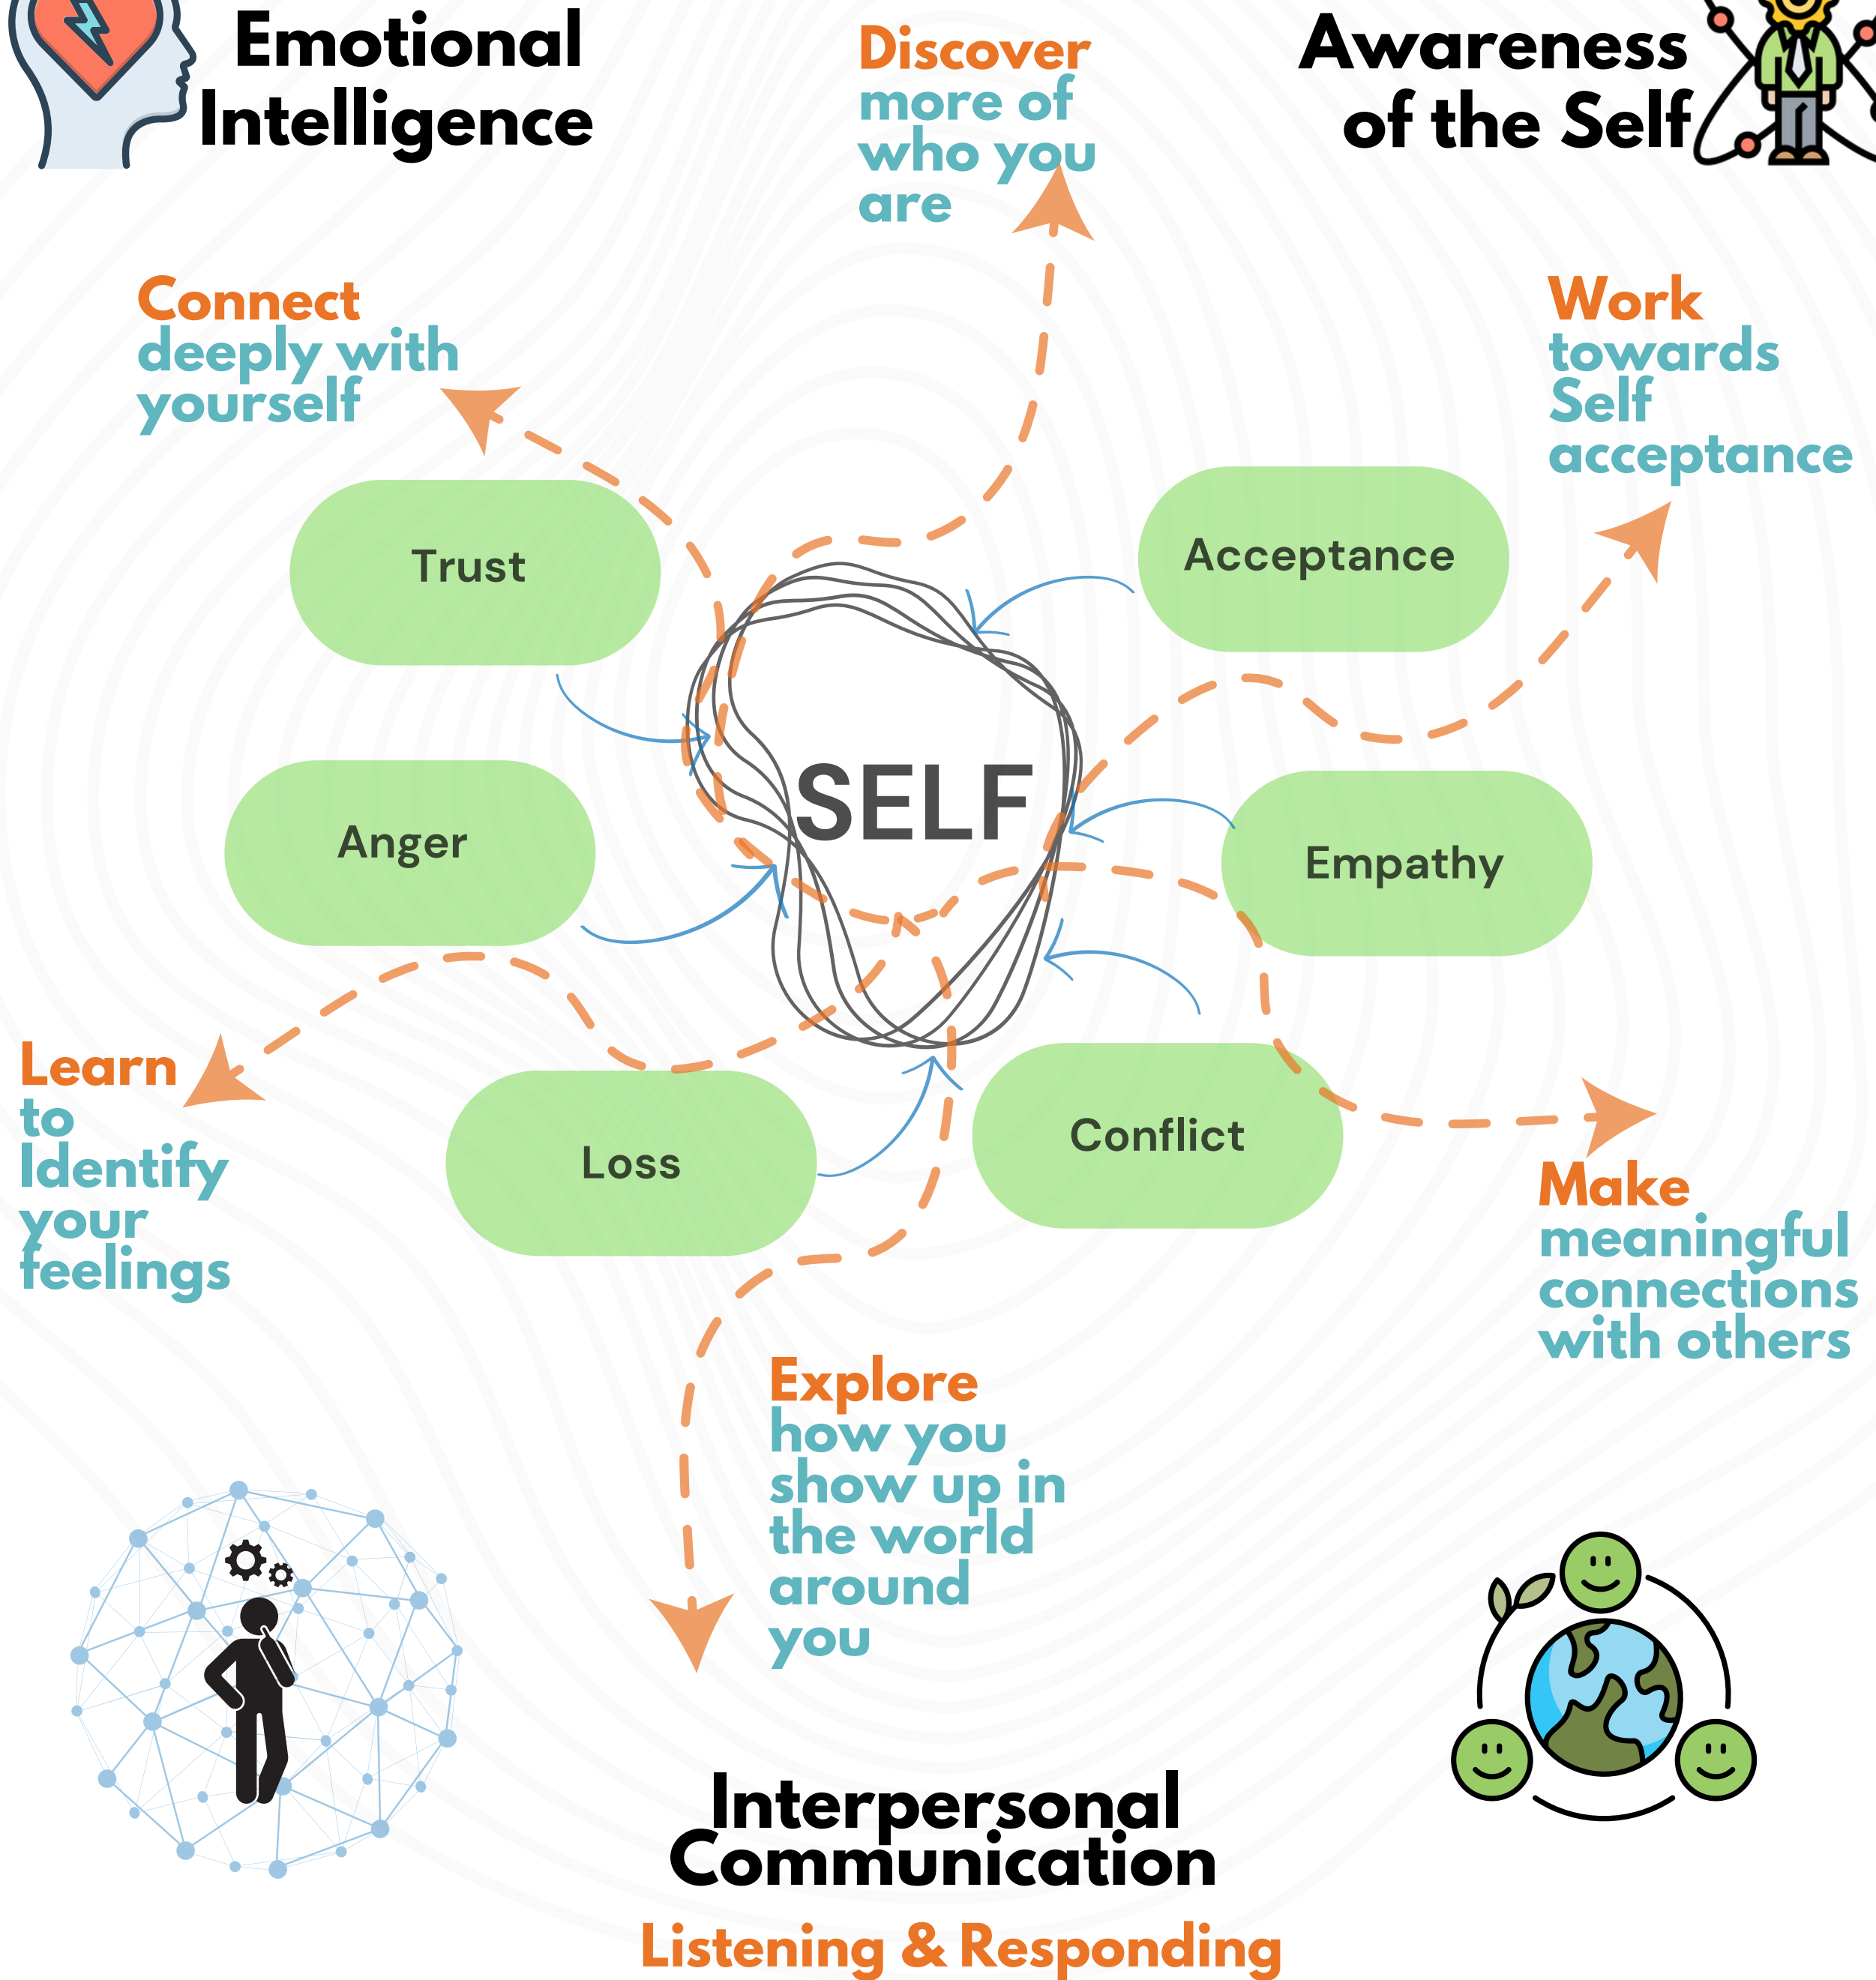 Emotional
Intelligence
Discover
more of
who you
are
Awareness
of the Self
Connect
deeply with
yourself
Work
towards
Self
acceptance
Trust
Acceptance
SELF
Anger
Empathy
Learn
to
Identify
your
feelings
Loss
Conflict
Make
meaningful
connections
with others
Explore
how you
show up in
the world
around
you
Interpersonal
Communication
Listening & Responding